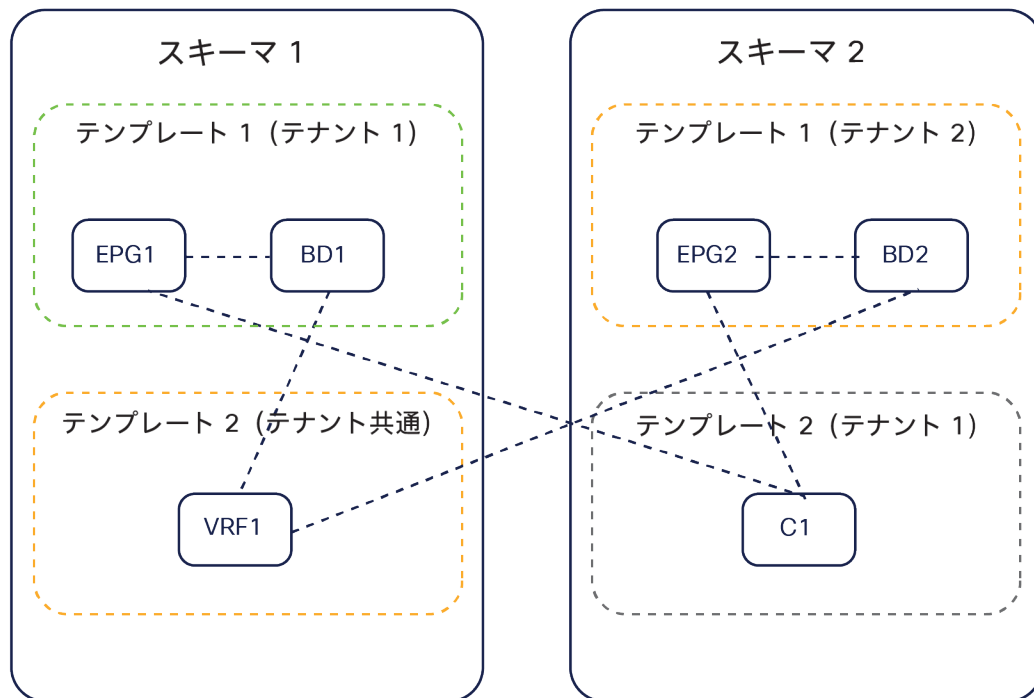 スキーマ 1
テンプレート 1（テナント 1）
EPG1
BD1
テンプレート 2（テナント共通）
VRF1
スキーマ 2
テンプレート 1（テナント 2）
EPG2
BD2
テンプレート 2（テナント 1）
C1